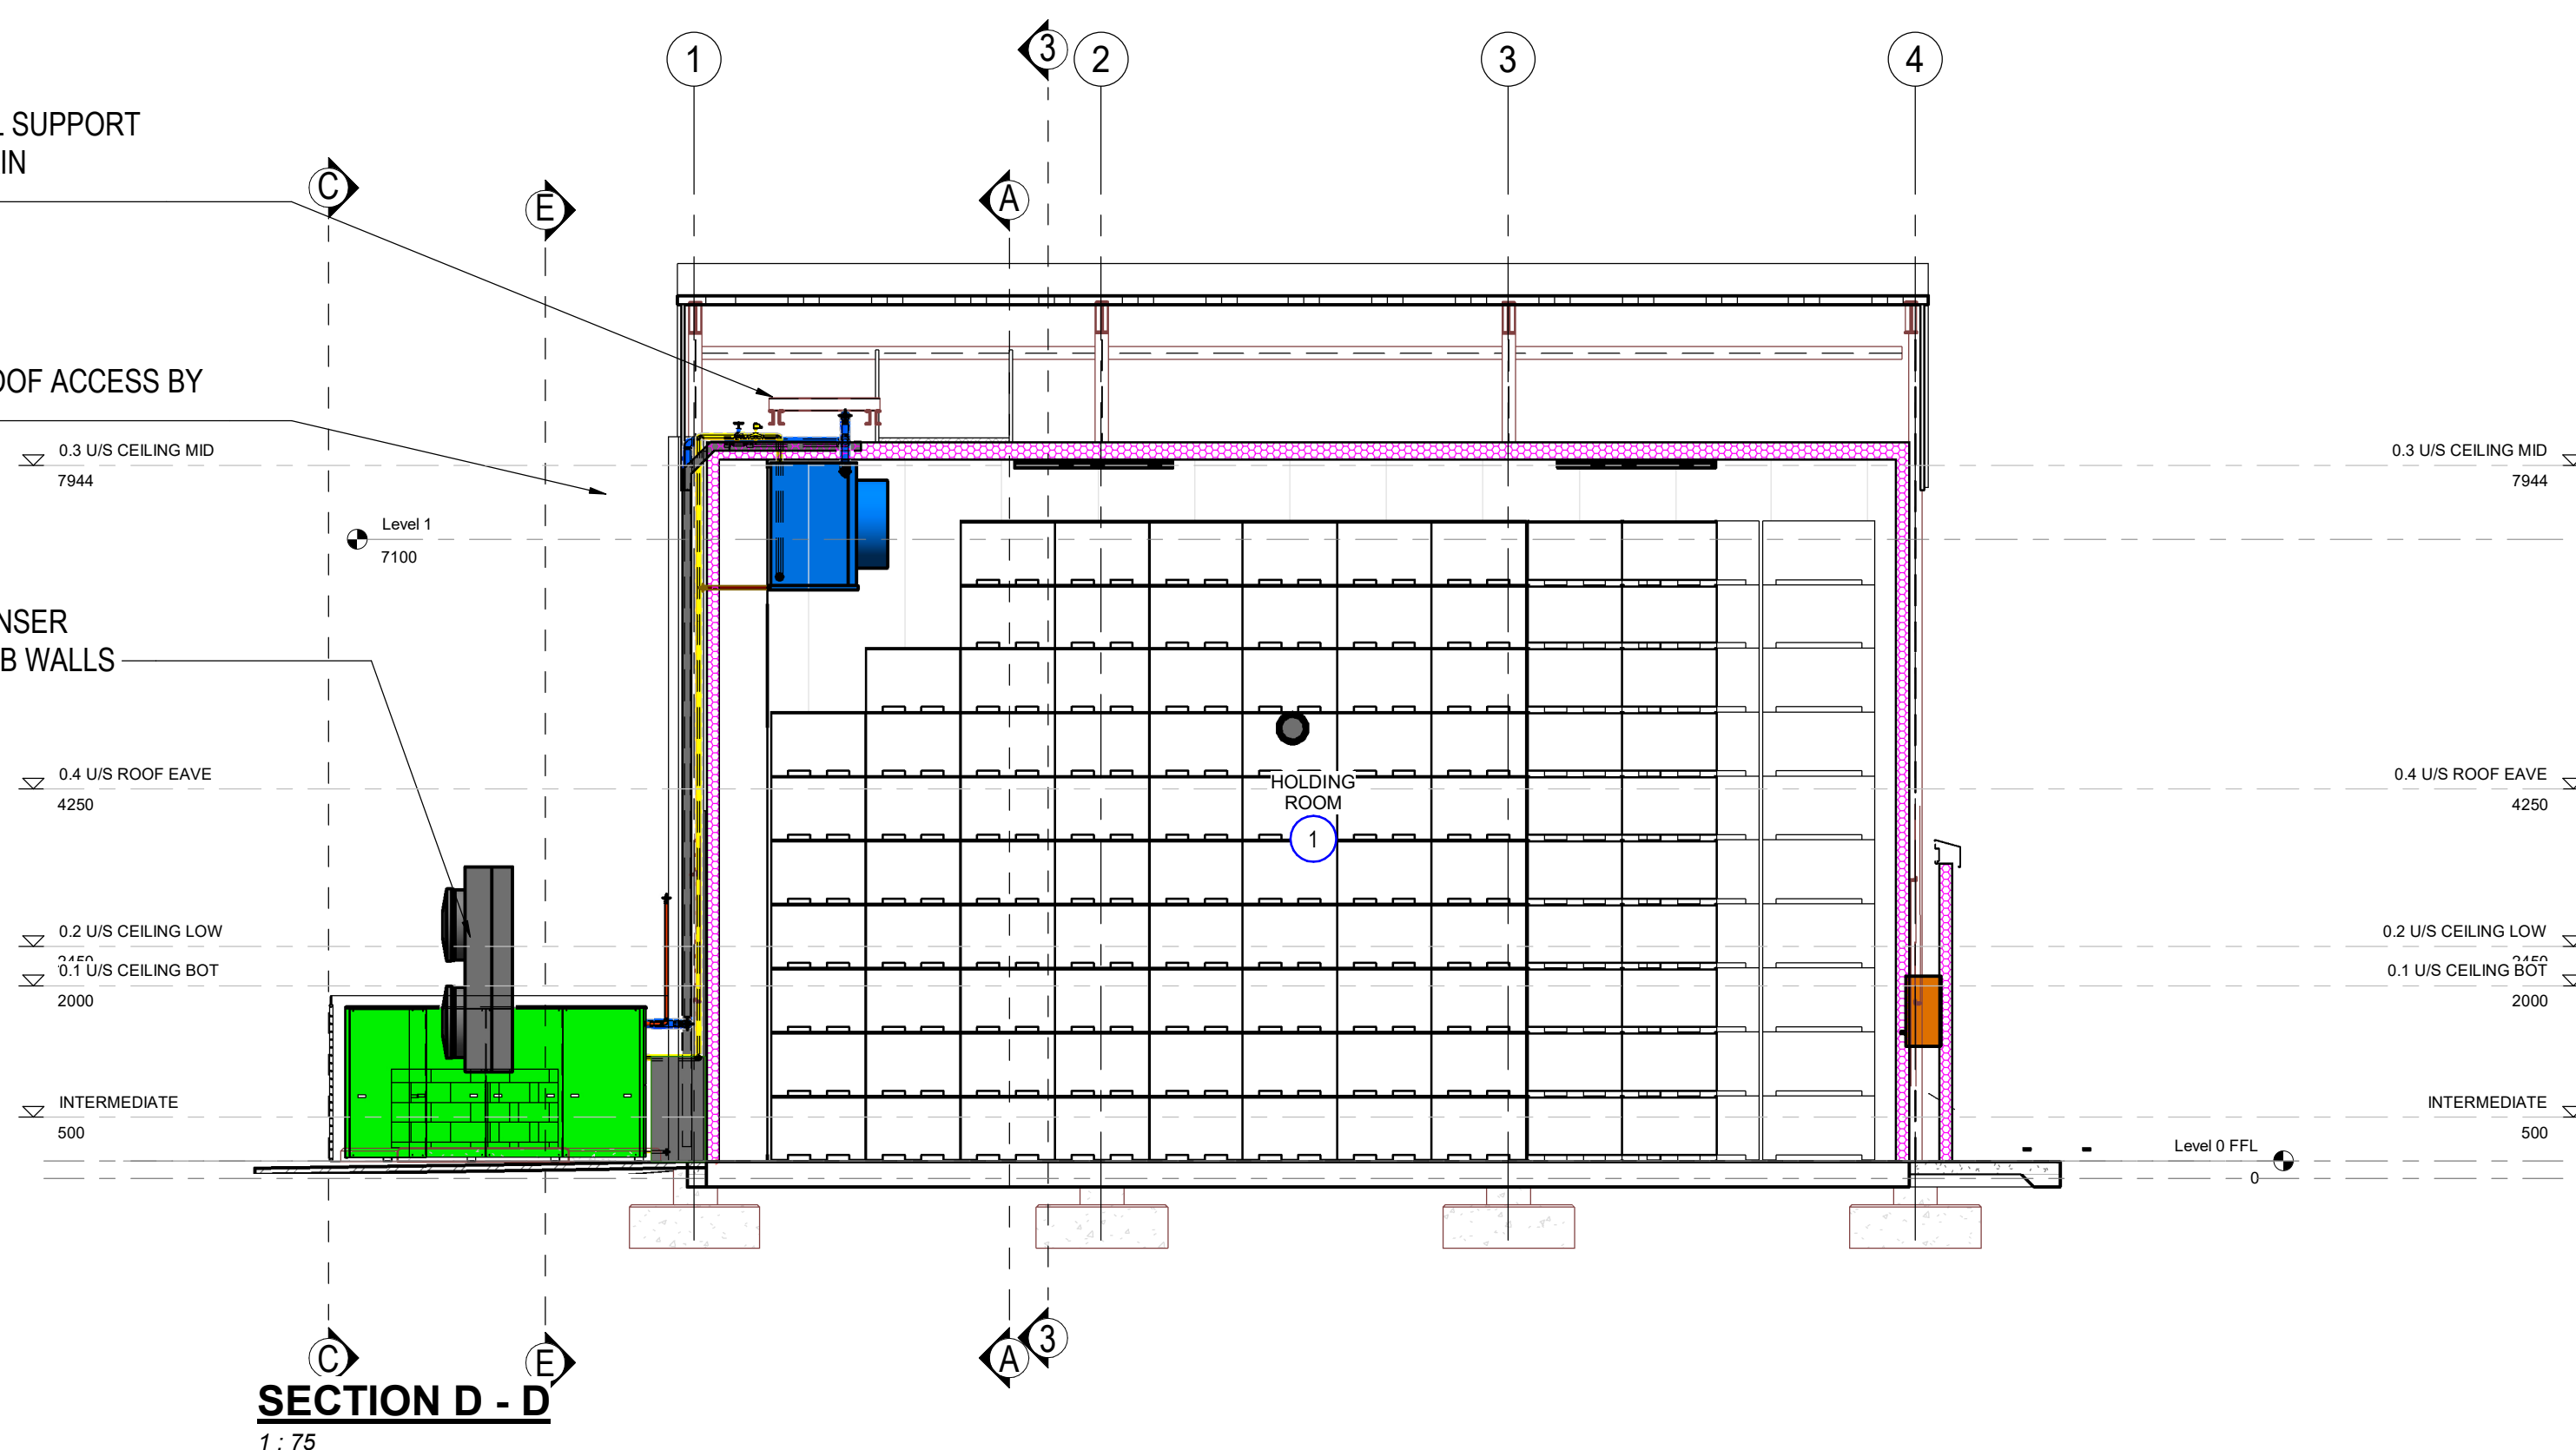 1
3
2
3
4
L SUPPORT
IN
C
E
A
OOF ACCESS BY
0.3 U/S CEILING MID
7944
0.3 U/S CEILING MID
7944
Level 1
7100
NSER
B WALLS
0.4 U/S ROOF EAVE
4250
0.4 U/S ROOF EAVE
4250
HOLDING
ROOM
1
0.2 U/S CEILING LOW
2450
0.1 U/S CEILING BOT
2000
0.2 U/S CEILING LOW
2450
0.1 U/S CEILING BOT
2000
INTERMEDIATE
500
INTERMEDIATE
500
Level 0 FFL
0
C
E
A
3
SECTION D - D
1 : 75